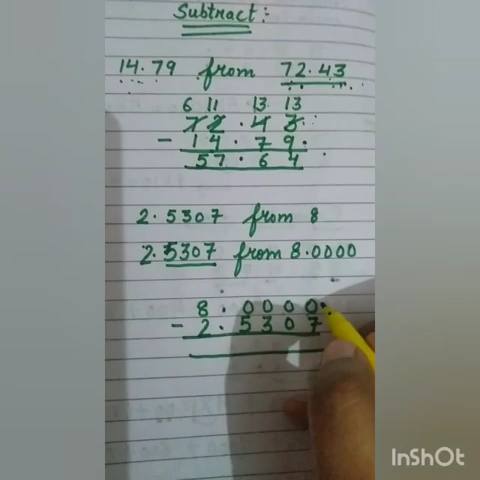 Subtract:
14.79 from 72.43
6 11 13 13
72.43
- 14.79
57.64
2.5307 from 8
2.5307 from 8.0000
8.0000
- 2.5307
InShOt